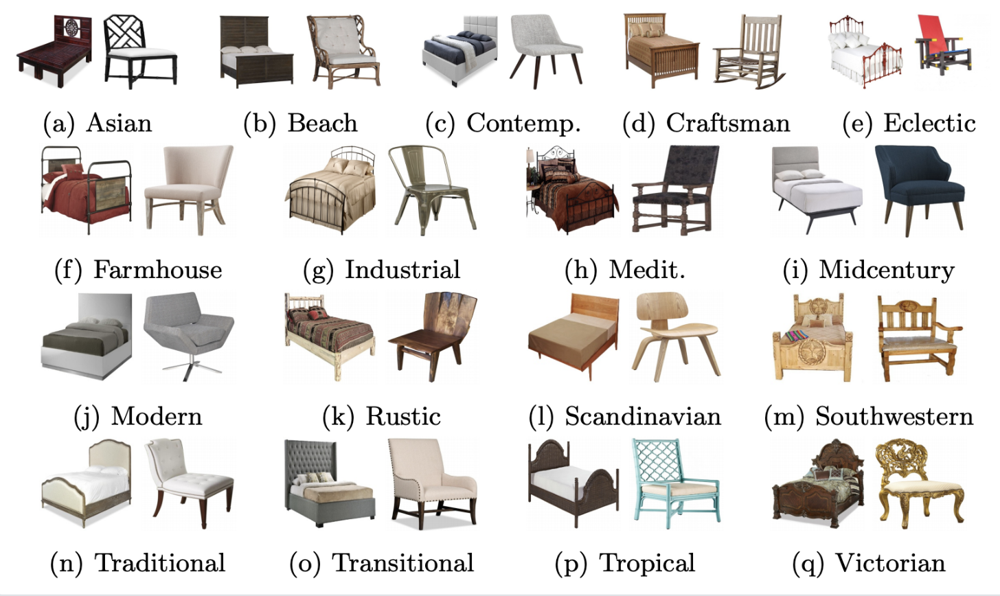 (a) Asian (b) Beach (c) Contemp. (d) Craftsman (e) Eclectic
(f) Farmhouse (g) Industrial (h) Medit. (i) Midcentury
(j) Modern (k) Rustic (l) Scandinavian (m) Southwestern
(n) Traditional (o) Transitional (p) Tropical (q) Victorian